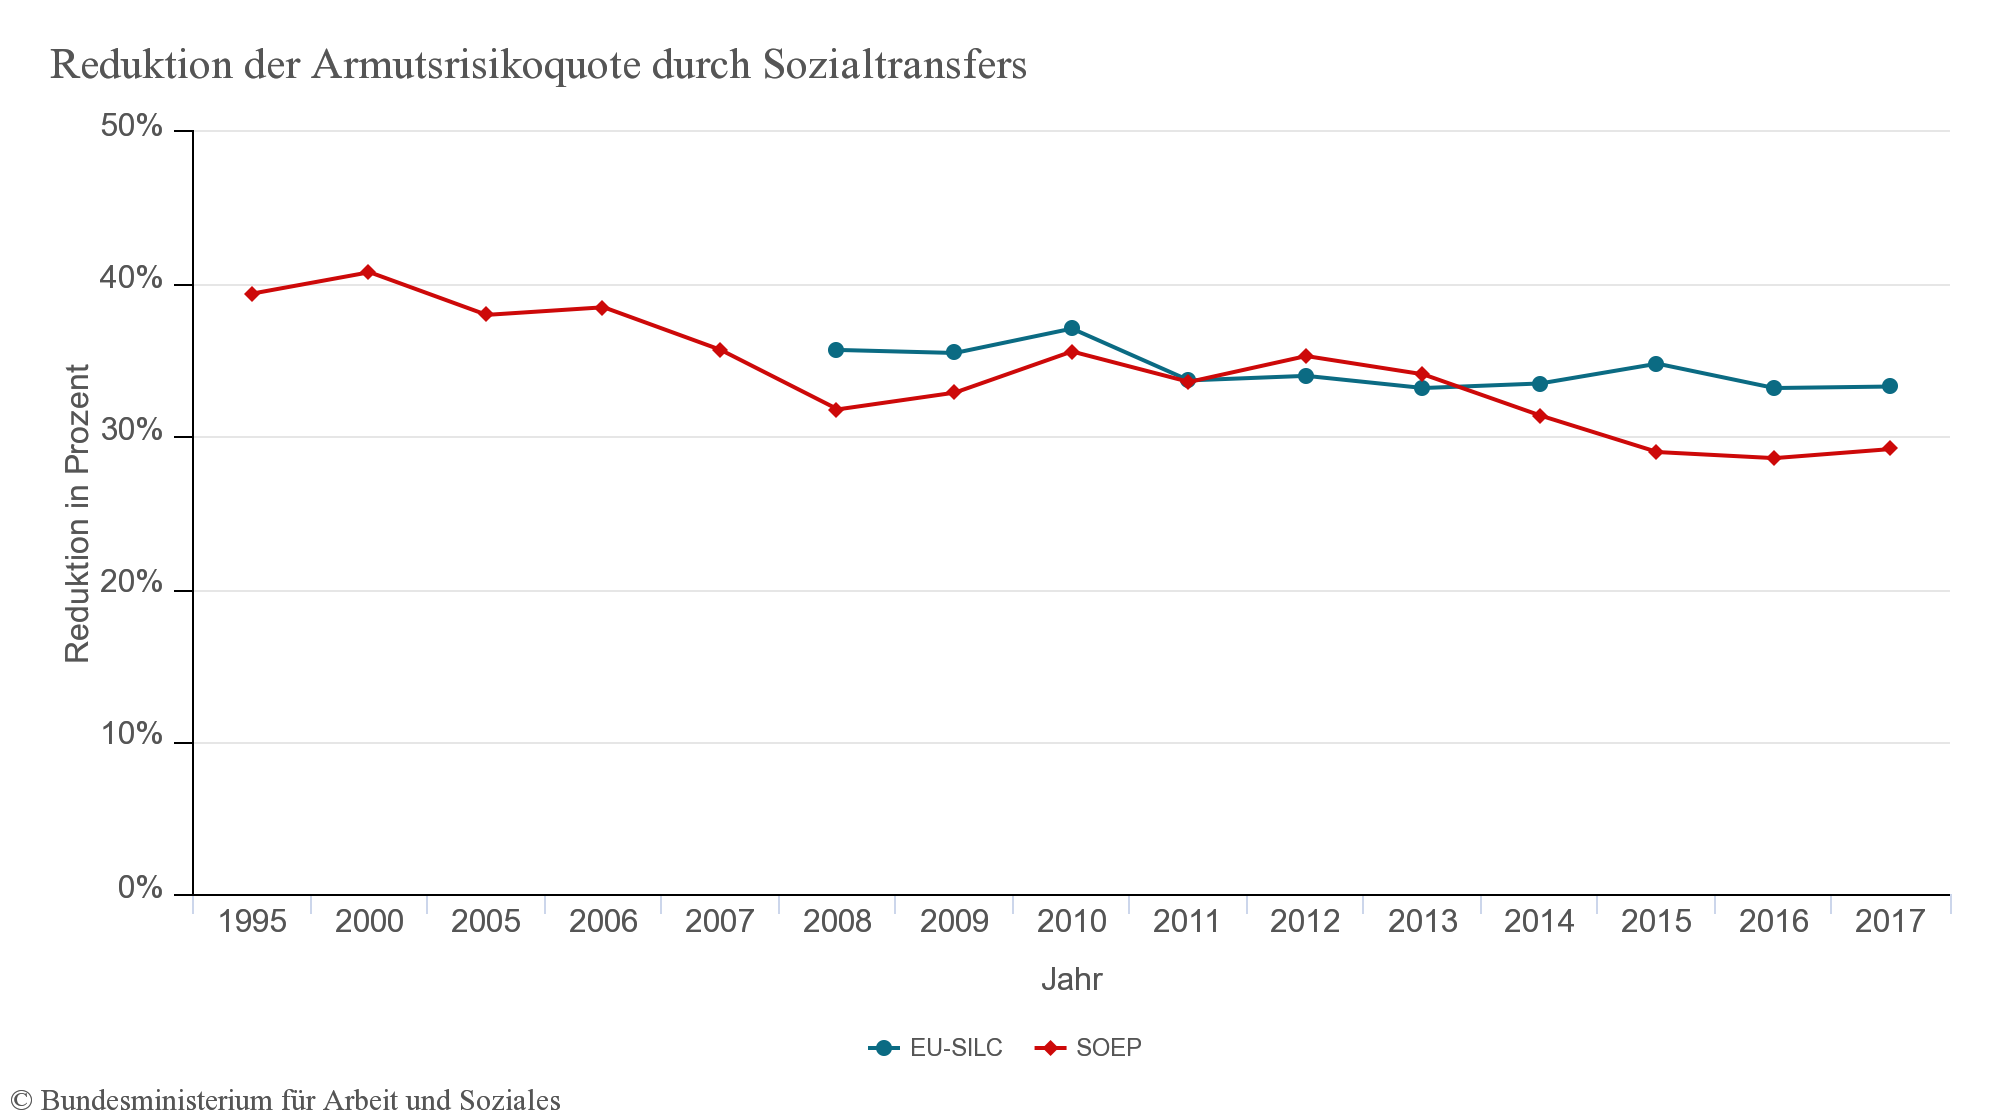 Reduktion der Armutsrisikoquote durch Sozialtransfers
50%
40%
30%
20%
10%
0%
Reduktion in Prozent
1995 2000 2005 2006 2007 2008 2009 2010 2011 2012 2013 2014 2015 2016 2017
Jahr
EU-SILC SOEP
© Bundesministerium für Arbeit und Soziales